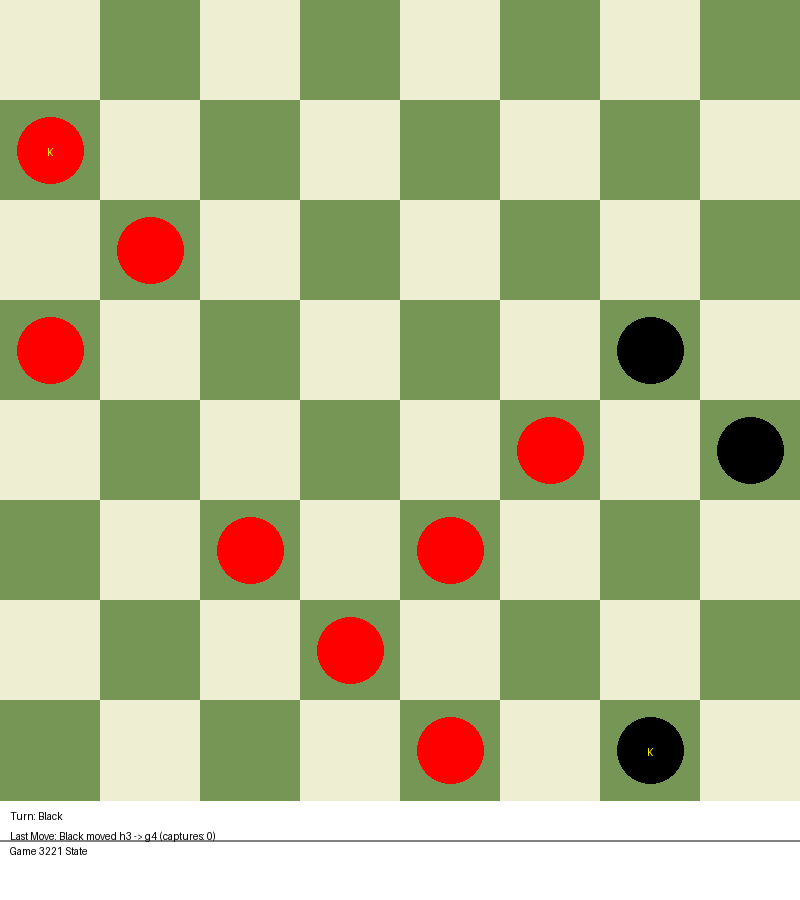 K
K
Turn: Black
Last Move: Black moved h3 -> g4 (captures: 0)
Game 3221 State